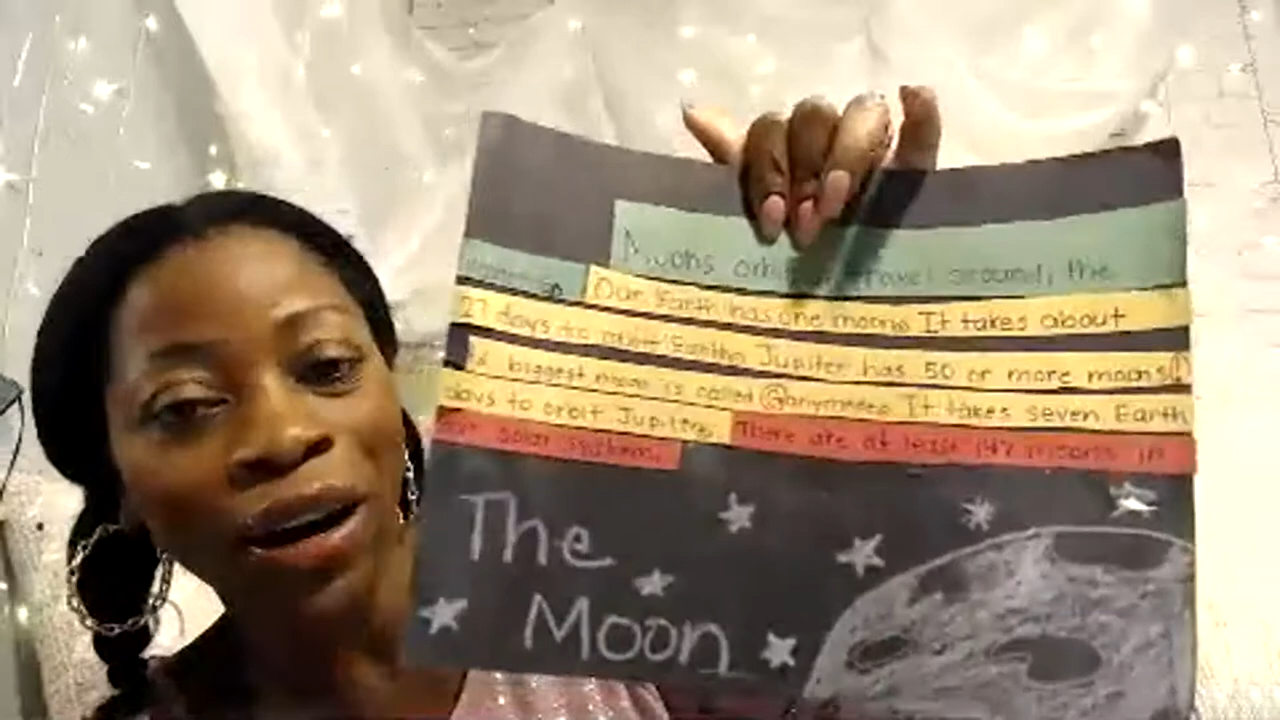 Moons orbit or travel around, the
Our Earth has one moon. It takes about
27 days to orbit Earth. Jupiter has 50 or more moons!
biggest moon is called Ganymede. It takes seven Earth
days to orbit Jupiter. There are at least 147 moons in
our solar system.
The
Moon